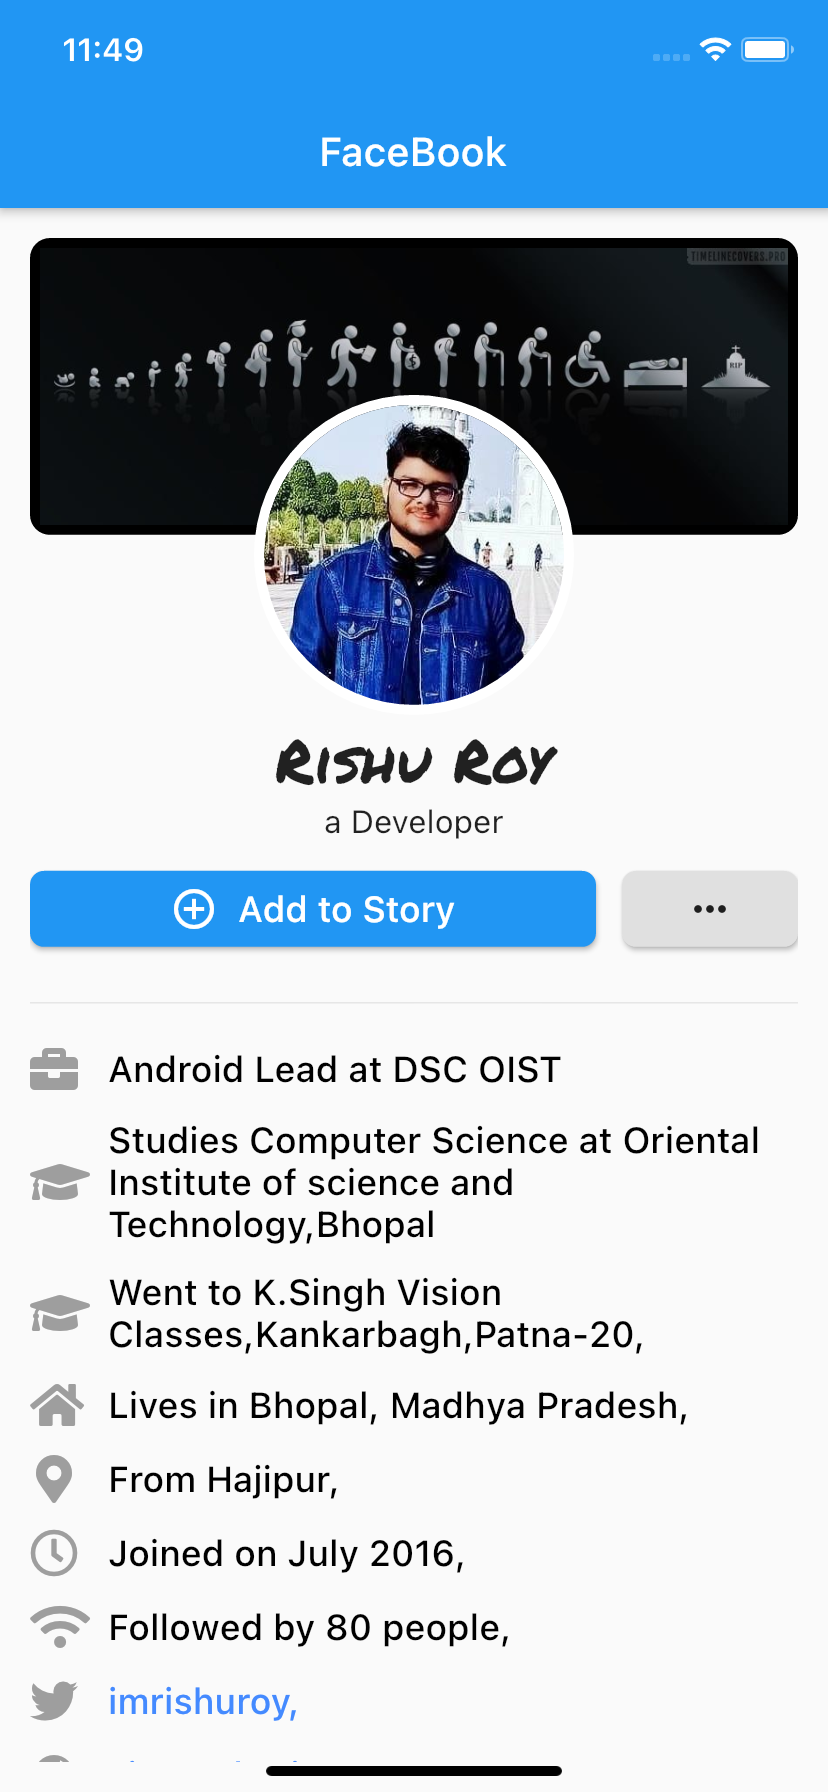 11:49
FaceBook
TIMELINECOVERS.PRO
$
RIP
Rishu Roy
a Developer
Add to Story
Android Lead at DSC OIST
Studies Computer Science at Oriental
Institute of science and
Technology,Bhopal
Went to K.Singh Vision
Classes,Kankarbagh,Patna-20,
Lives in Bhopal, Madhya Pradesh,
From Hajipur,
Joined on July 2016,
Followed by 80 people,
imrishuroy,